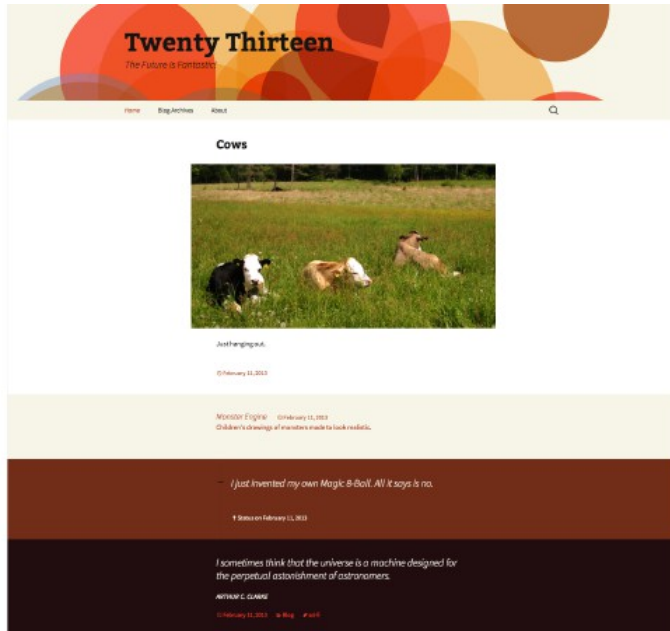 Twenty Thirteen
The Future is Fantastic
Home Blog Archives About
Cows
Just hanging out.
February 11, 2013
Monster Engine February 11, 2013
Children's drawings of monsters made to look realistic.
I just invented my own Magic 8-Ball. All it says is no.
Status on February 11, 2013
I sometimes think that the universe is a machine designed for
the perpetual astonishment of astronomers.
ARTHUR C. CLARKE
February 11, 2013 Blog sci-fi